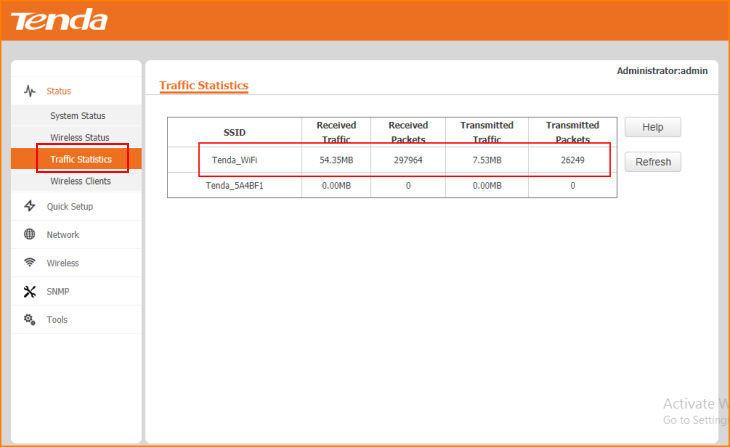 Tenda
Administrator:admin
Status
System Status
Wireless Status
Traffic Statistics
Wireless Clients
Quick Setup
Network
Wireless
SNMP
Tools
Traffic Statistics
SSID Received Traffic Received Packets Transmitted Traffic Transmitted Packets
Tenda_WiFi 54.35MB 297964 7.53MB 26249
Tenda_5A4BF1 0.00MB 0 0.00MB 0
Help
Refresh
Activate W
Go to Settings